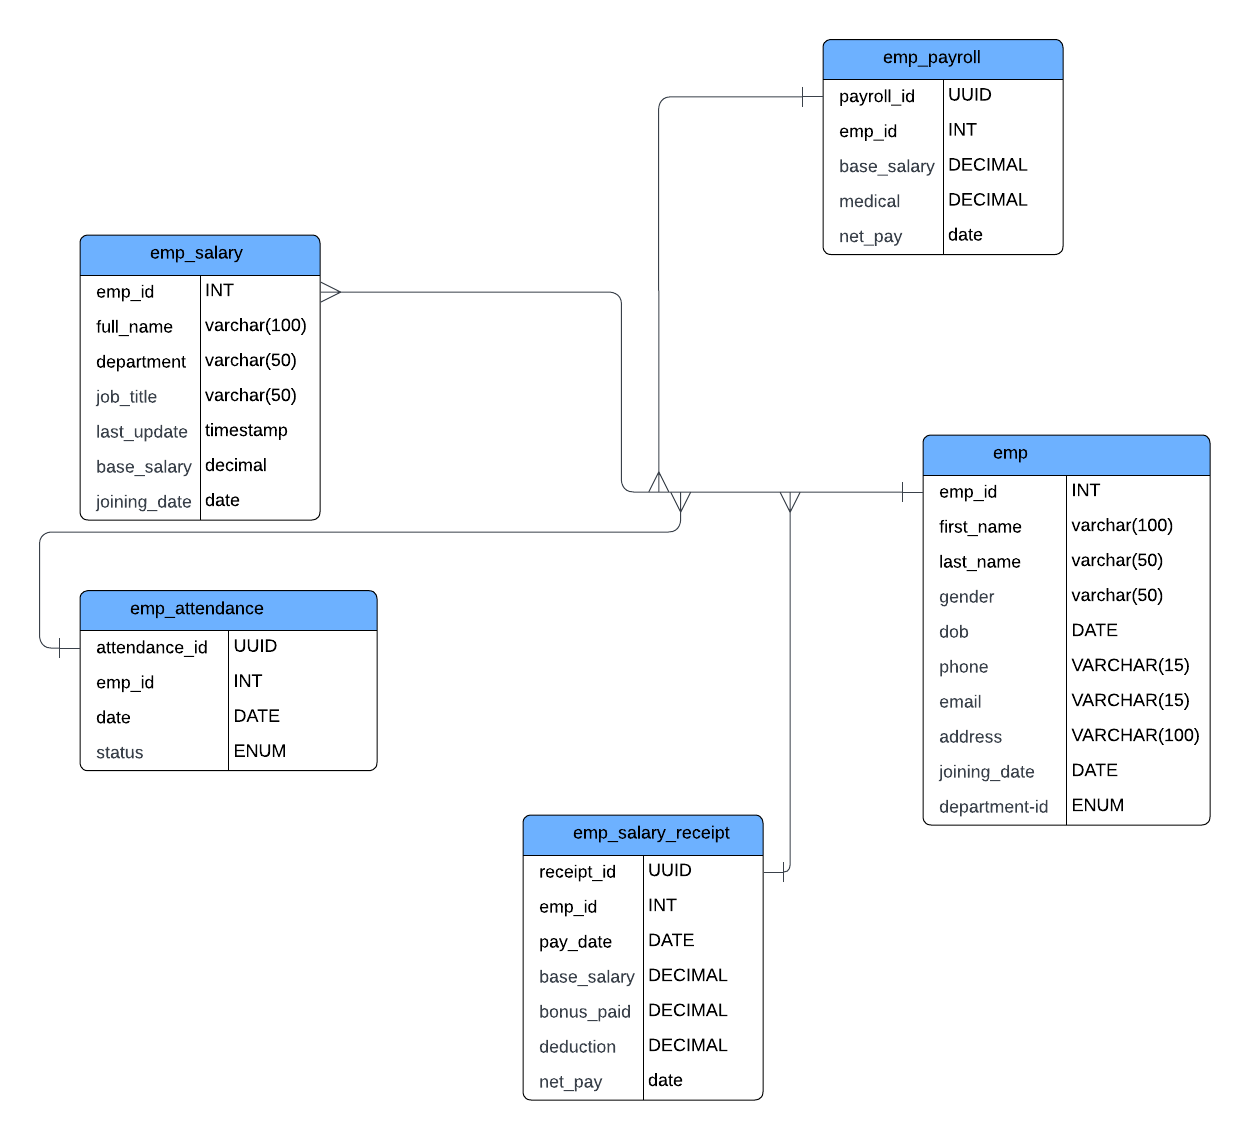 emp_payroll
payroll_id UUID
emp_id INT
base_salary DECIMAL
medical DECIMAL
net_pay date
emp_salary
emp_id INT
full_name varchar(100)
department varchar(50)
job_title varchar(50)
last_update timestamp
base_salary decimal
joining_date date
emp
emp_id INT
first_name varchar(100)
last_name varchar(50)
gender varchar(50)
dob DATE
phone VARCHAR(15)
email VARCHAR(15)
address VARCHAR(100)
joining_date DATE
department-id ENUM
emp_attendance
attendance_id UUID
emp_id INT
date DATE
status ENUM
emp_salary_receipt
receipt_id UUID
emp_id INT
pay_date DATE
base_salary DECIMAL
bonus_paid DECIMAL
deduction DECIMAL
net_pay date